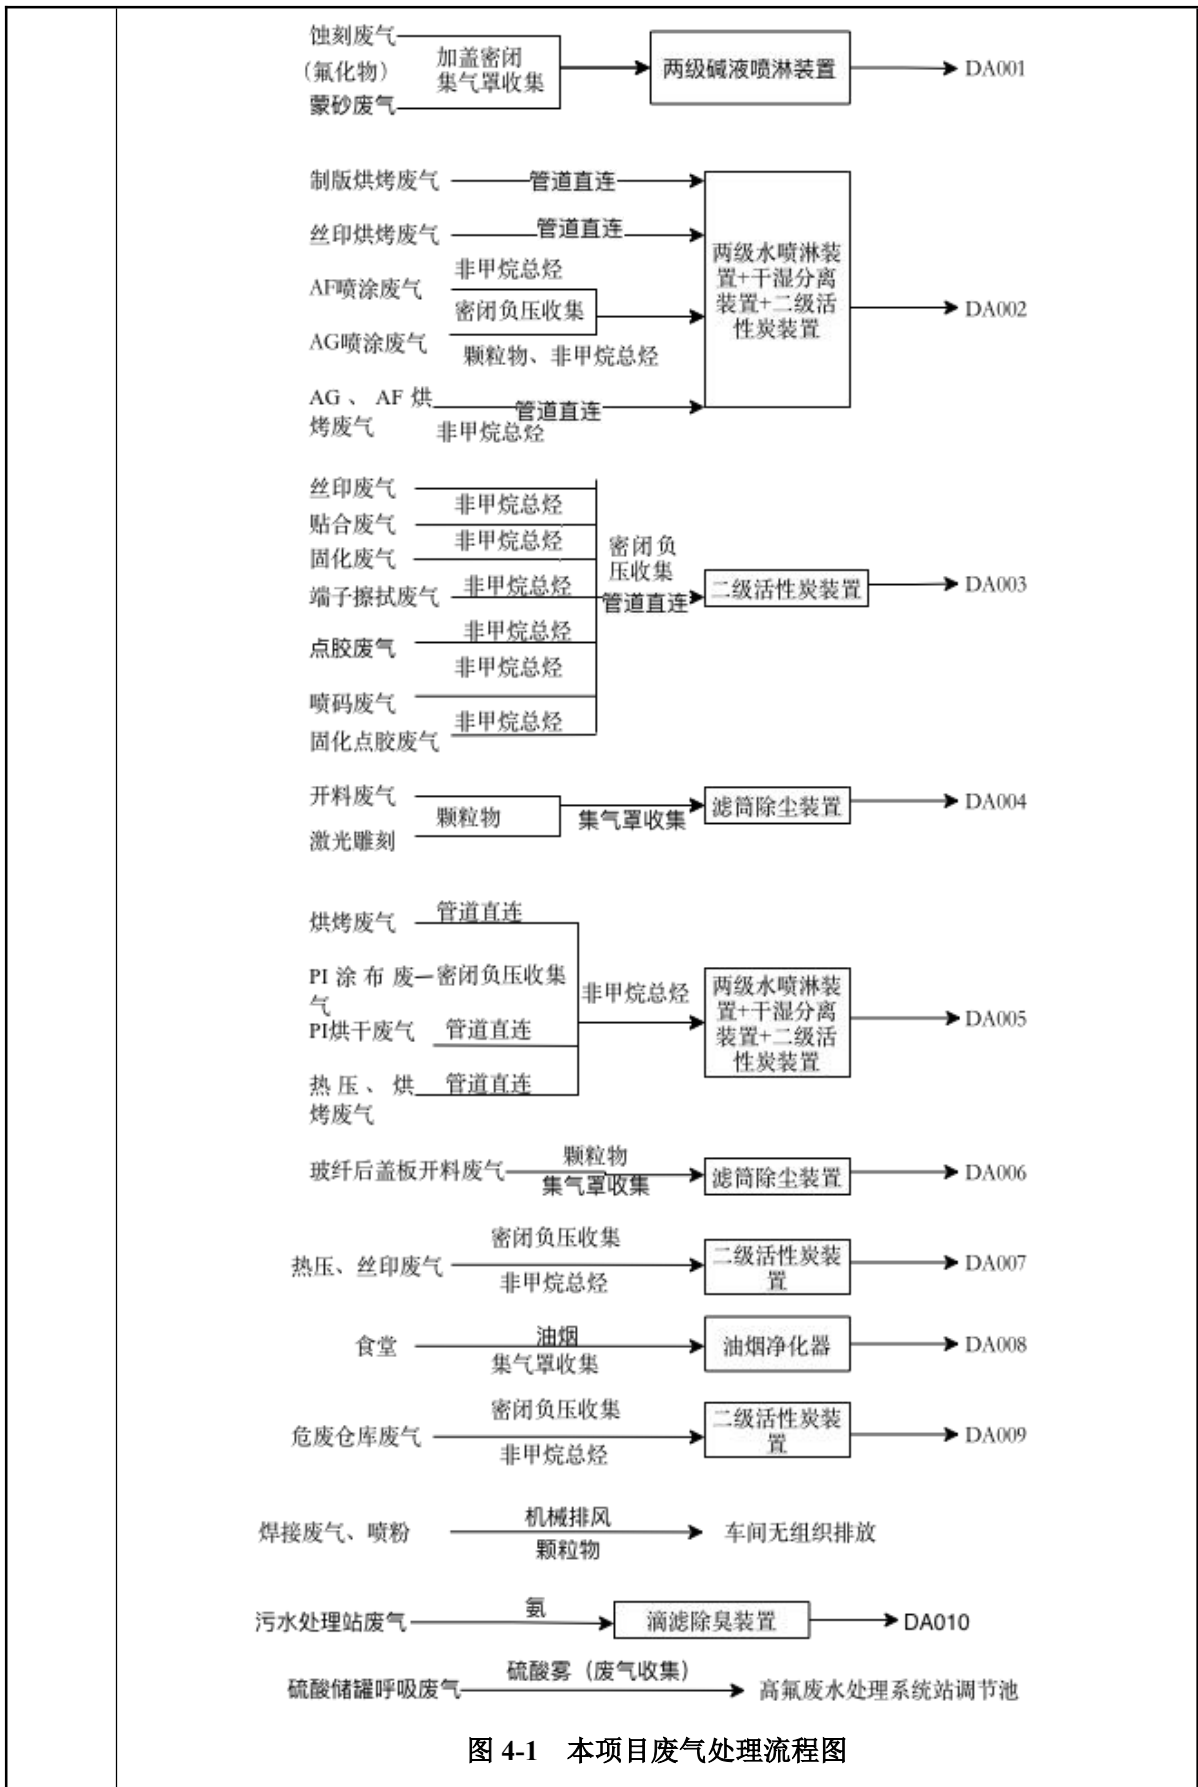 蚀刻废气
（氟化物）
蒙砂废气
加盖密闭
集气罩收集
两级碱液喷淋装置
DA001
制版烘烤废气
管道直连
丝印烘烤废气
管道直连
AF喷涂废气
非甲烷总烃
密闭负压收集
AG喷涂废气
颗粒物、非甲烷总烃
AG、AF烘
烤废气
管道直连
非甲烷总烃
两级水喷淋装
置+干湿分离
装置+二级活
性炭装置
DA002
丝印废气
非甲烷总烃
贴合废气
非甲烷总烃
固化废气
端子擦拭废气
非甲烷总烃
点胶废气
非甲烷总烃
非甲烷总烃
喷码废气
非甲烷总烃
固化点胶废气
密闭负
压收集
管道直连
二级活性炭装置
DA003
开料废气
颗粒物
激光雕刻
集气罩收集
滤筒除尘装置
DA004
烘烤废气
管道直连
PI涂布废
气
密闭负压收集
PI烘干废气
管道直连
热压、烘
烤废气
管道直连
非甲烷总烃
两级水喷淋装
置+干湿分离
装置+二级活
性炭装置
DA005
玻纤后盖板开料废气
颗粒物
集气罩收集
滤筒除尘装置
DA006
热压、丝印废气
密闭负压收集
非甲烷总烃
二级活性炭装
置
DA007
食堂
油烟
集气罩收集
油烟净化器
DA008
危废仓库废气
密闭负压收集
非甲烷总烃
二级活性炭装
置
DA009
焊接废气、喷粉
机械排风
颗粒物
车间无组织排放
污水处理站废气
氨
滴滤除臭装置
DA010
硫酸储罐呼吸废气
硫酸雾（废气收集）
高氟废水处理系统站调节池
图 4-1 本项目废气处理流程图